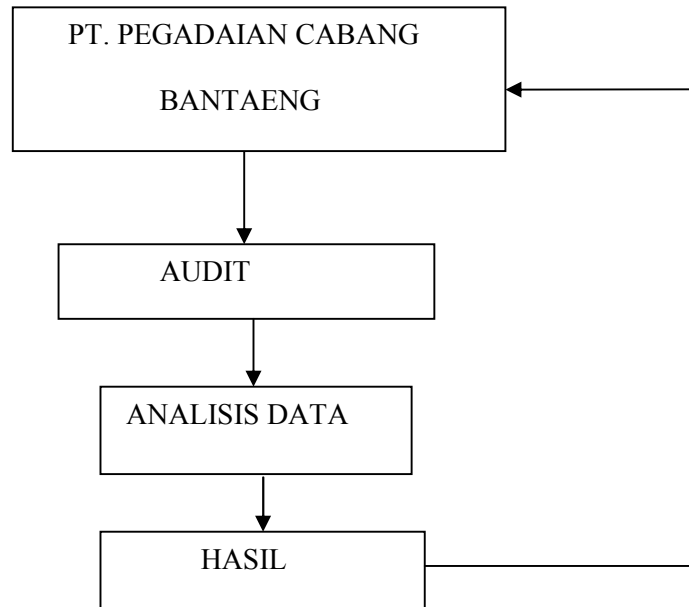 PT. PEGADAIAN CABANG
BANTAENG
AUDIT
ANALISIS DATA
HASIL